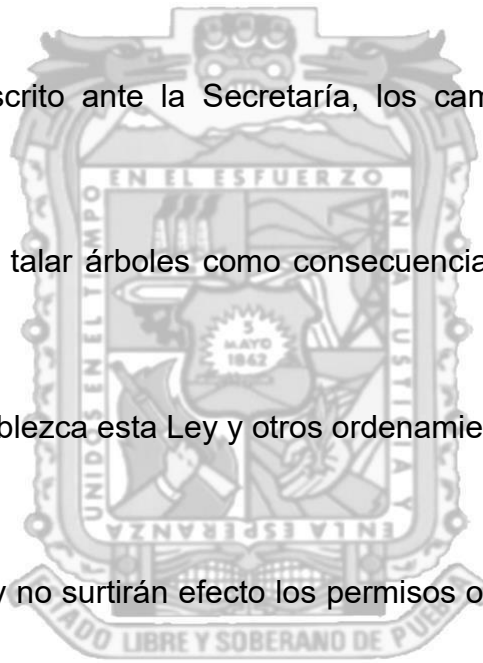 scrito ante la Secretaría, los cam
EN EL ESFUERZO
talar árboles como consecuencia
UNIDOS EN EL TIEMPO
EN LA JUSTICIA Y
5
MAYO
1862
blezca esta Ley y otros ordenamie
EN LA ESPERANZA
y no surtirán efecto los permisos o
LIBRE Y SOBERANO DE